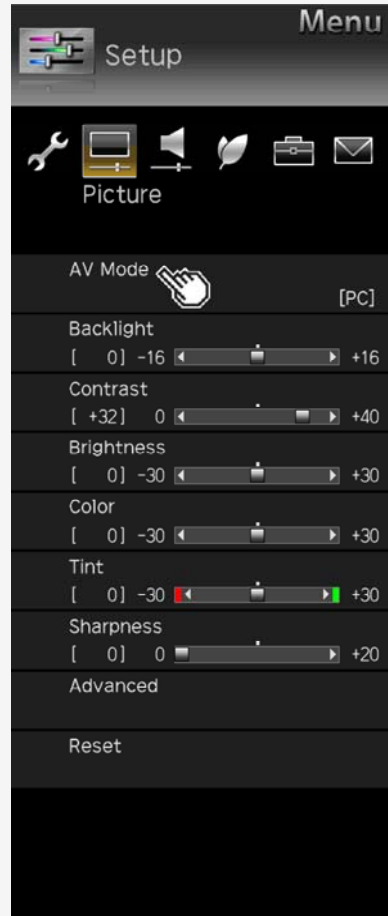 Menu
Setup
Picture
AV Mode
[PC]
Backlight
[ 0] -16 +16
Contrast
[ +32] 0 +40
Brightness
[ 0] -30 +30
Color
[ 0] -30 +30
Tint
[ 0] -30 +30
Sharpness
[ 0] 0 +20
Advanced
Reset